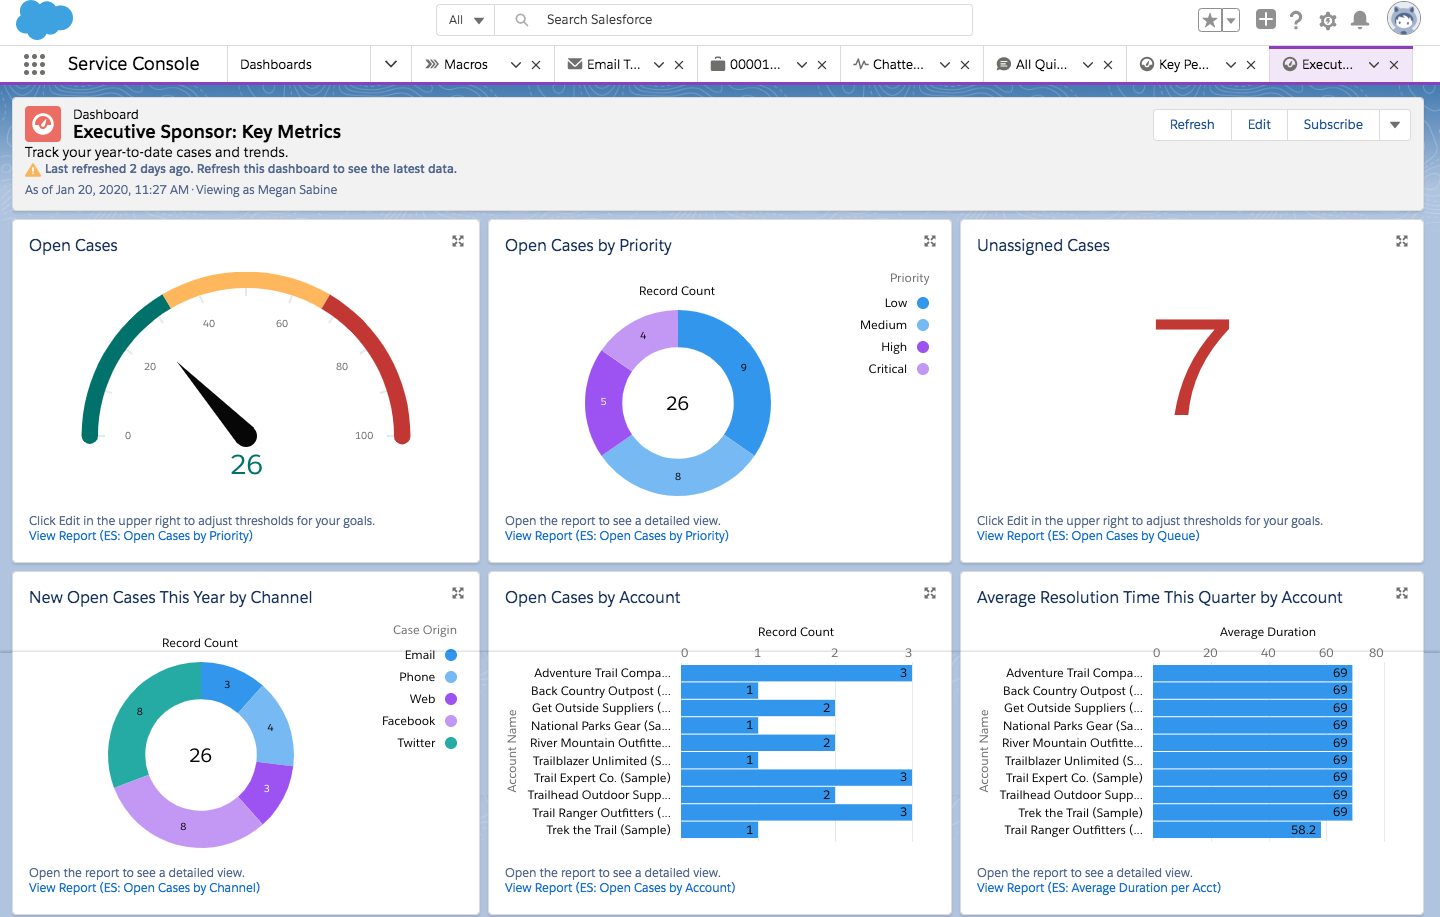 All
Search Salesforce
Service Console
Dashboards
Macros
Email T...
00001...
Chatte...
All Qui...
Key Pe...
Execut...
Dashboard
Executive Sponsor: Key Metrics
Track your year-to-date cases and trends.
Last refreshed 2 days ago. Refresh this dashboard to see the latest data.
As of Jan 20, 2020, 11:27 AM·Viewing as Megan Sabine
Refresh
Edit
Subscribe
Open Cases
0
20
40
60
80
100
26
Click Edit in the upper right to adjust thresholds for your goals.
View Report (ES: Open Cases by Priority)
Open Cases by Priority
Record Count
Priority
Low
Medium
High
Critical
4
9
5
8
26
Open the report to see a detailed view.
View Report (ES: Open Cases by Priority)
Unassigned Cases
7
Click Edit in the upper right to adjust thresholds for your goals.
View Report (ES: Open Cases by Queue)
New Open Cases This Year by Channel
Record Count
Case Origin
Email
Phone
Web
Facebook
Twitter
3
4
3
8
8
26
Open the report to see a detailed view.
View Report (ES: Open Cases by Channel)
Open Cases by Account
Record Count
0 1 2 3
Account Name
Adventure Trail Compa... 3
Back Country Outpost (... 1
Get Outside Suppliers (... 2
National Parks Gear (Sa... 1
River Mountain Outfitte... 2
Trailblazer Unlimited (S... 1
Trail Expert Co. (Sample) 3
Trailhead Outdoor Supp... 2
Trail Ranger Outfitters (... 3
Trek the Trail (Sample) 1
Open the report to see a detailed view.
View Report (ES: Open Cases by Account)
Average Resolution Time This Quarter by Account
Average Duration
0 20 40 60 80
Account Name
Adventure Trail Compa... 69
Back Country Outpost (... 69
Get Outside Suppliers (... 69
National Parks Gear (Sa... 69
River Mountain Outfitte... 69
Trailblazer Unlimited (S... 69
Trail Expert Co. (Sample) 69
Trailhead Outdoor Supp... 69
Trek the Trail (Sample) 69
Trail Ranger Outfitters (... 58.2
Open the report to see a detailed view.
View Report (ES: Average Duration per Acct)